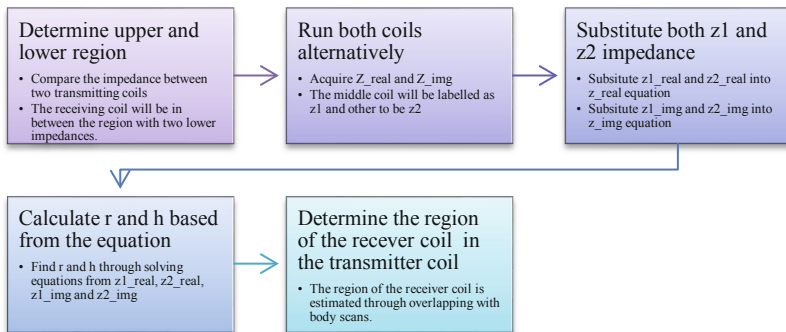 Determine upper and
lower region
• Compare the impedance between
two transmitting coils
• The receiving coil will be in
between the region with two lower
impedances.
Run both coils
alternatively
• Acquire Z_real and Z_img
• The middle coil will be labelled as
z1 and other to be z2
Substitute both z1 and
z2 impedance
• Subsitute z1_real and z2_real into
z_real equation
• Subsitute z1_img and z2_img into
z_img equation
Calculate r and h based
from the equation
• Find r and h through solving
equations from z1_real, z2_real,
z1_img and z2_img
Determine the region
of the recever coil in
the transmitter coil
• The region of the receiver coil is
estimated through overlapping with
body scans.